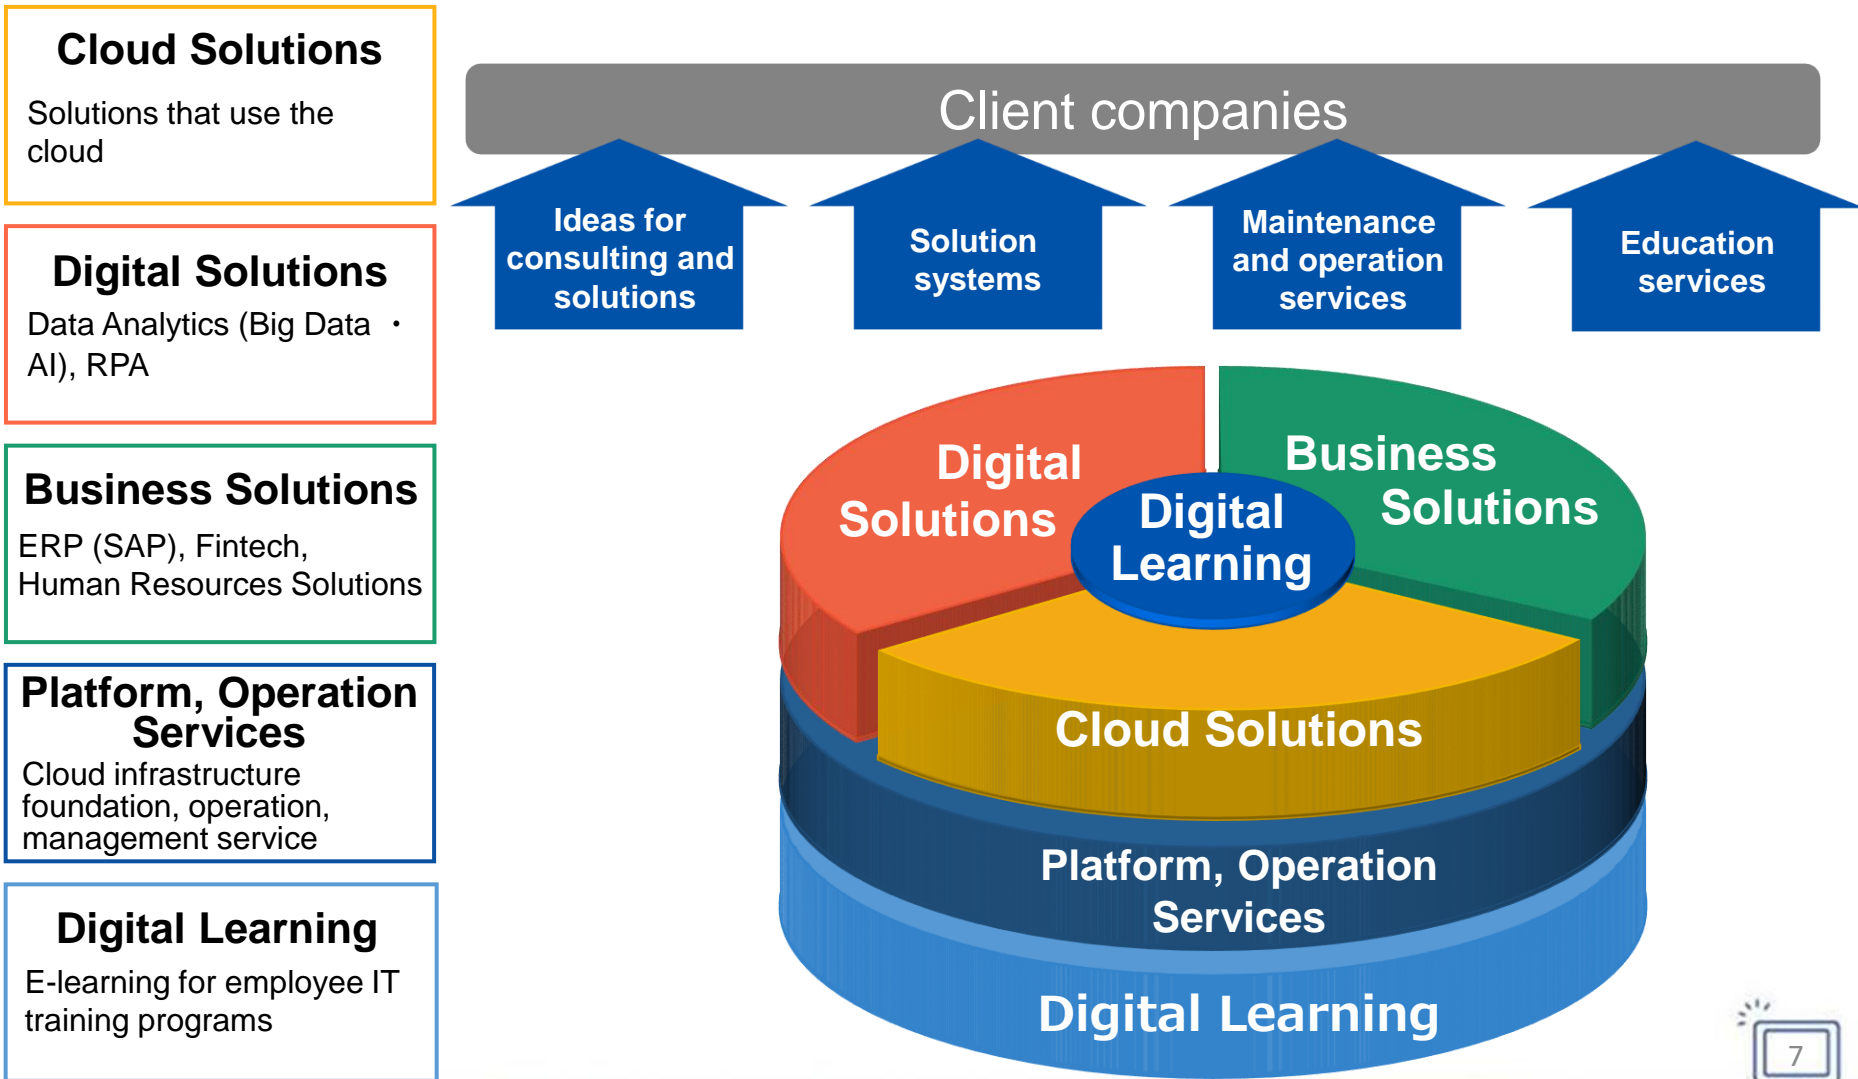 Cloud Solutions
Solutions that use the
cloud
Digital Solutions
Data Analytics (Big Data ・
AI), RPA
Business Solutions
ERP (SAP), Fintech,
Human Resources Solutions
Platform, Operation
Services
Cloud infrastructure
foundation, operation,
management service
Digital Learning
E-learning for employee IT
training programs
Client companies
Ideas for
consulting and
solutions
Solution
systems
Maintenance
and operation
services
Education
services
Digital
Solutions
Business
Solutions
Digital
Learning
Cloud Solutions
Platform, Operation
Services
Digital Learning
7